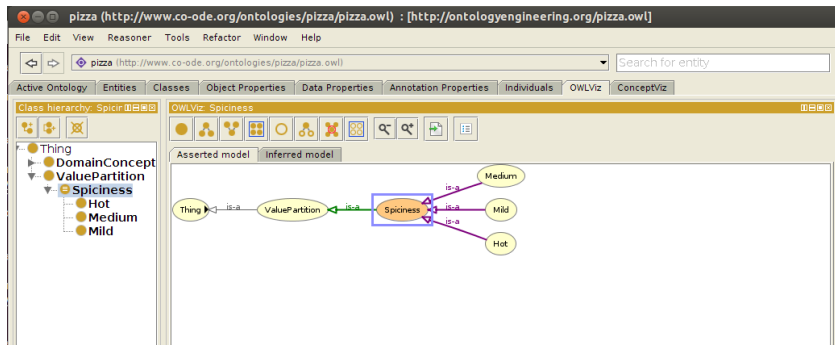 pizza (http://www.co-ode.org/ontologies/pizza/pizza.owl) : [http://ontologyengineering.org/pizza.owl]
File Edit View Reasoner Tools Refactor Window Help
pizza (http://www.co-ode.org/ontologies/pizza/pizza.owl) Search for entity
Active Ontology Entities Classes Object Properties Data Properties Annotation Properties Individuals OWLViz ConceptViz
Class hierarchy: Spicir OWLViz: Spiciness
Asserted model Inferred model
Thing
DomainConcept
ValuePartition
Spiciness
Hot
Medium
Mild
Medium
is-a
Thing is-a ValuePartition is-a Spiciness is-a Mild
is-a
Hot